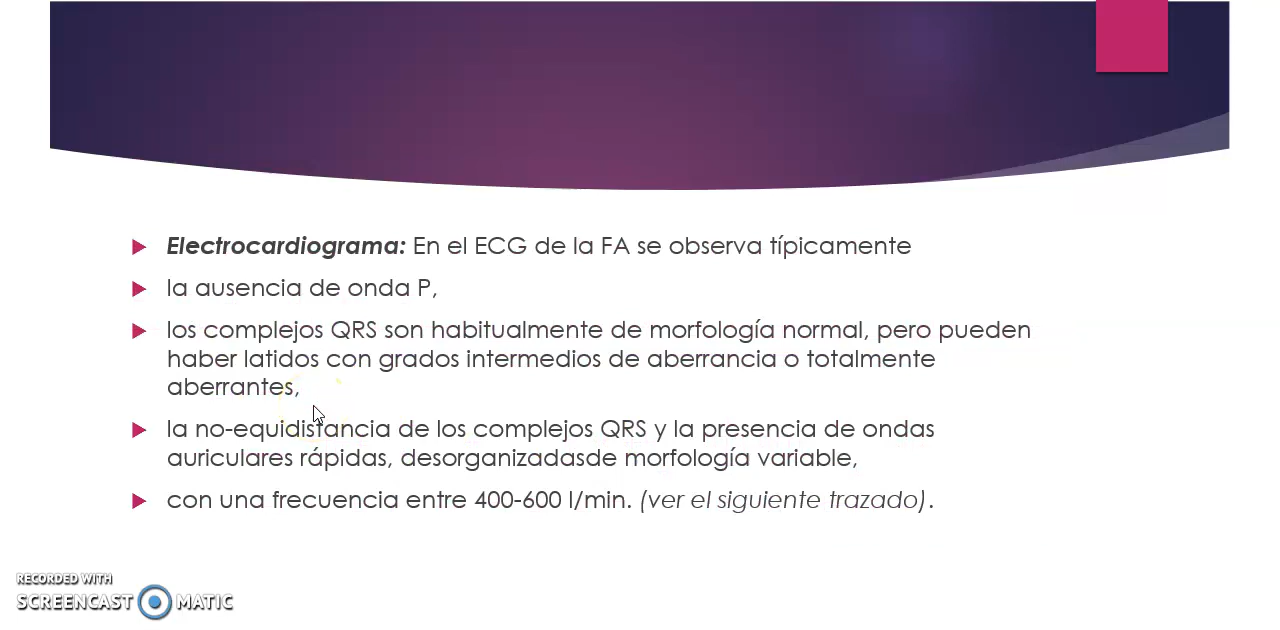 Electrocardiograma: En el ECG de la FA se observa típicamente
la ausencia de onda P,
los complejos QRS son habitualmente de morfología normal, pero pueden
haber latidos con grados intermedios de aberrancia o totalmente
aberrantes,
la no-equidistancia de los complejos QRS y la presencia de ondas
auriculares rápidas, desorganizadasde morfología variable,
con una frecuencia entre 400-600 l/min. (ver el siguiente trazado).
RECORDED WITH
SCREENCAST MATIC